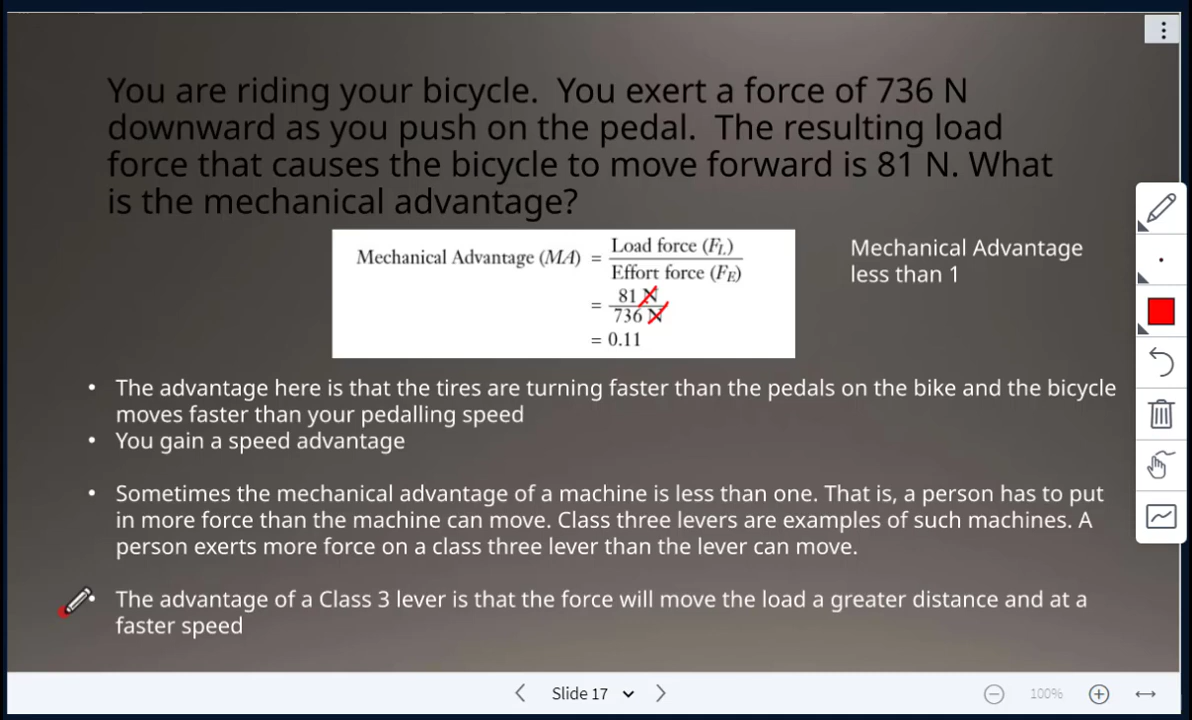 You are riding your bicycle.  You exert a force of 736 N
downward as you push on the pedal.  The resulting load
force that causes the bicycle to move forward is 81 N. What
is the mechanical advantage?
Mechanical Advantage (MA) = Load force (FL)
Effort force (FE)
= 81 N
736 N
= 0.11
Mechanical Advantage
less than 1
• The advantage here is that the tires are turning faster than the pedals on the bike and the bicycle
moves faster than your pedalling speed
• You gain a speed advantage
• Sometimes the mechanical advantage of a machine is less than one. That is, a person has to put
in more force than the machine can move. Class three levers are examples of such machines. A
person exerts more force on a class three lever than the lever can move.
• The advantage of a Class 3 lever is that the force will move the load a greater distance and at a
faster speed
Slide 17
100%